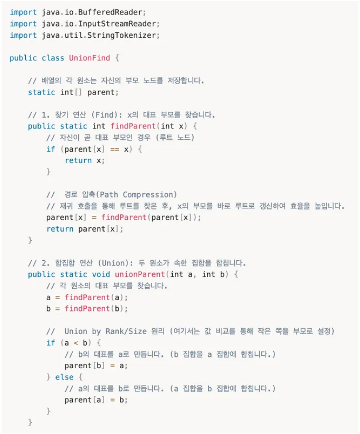 import java.io.BufferedReader;
import java.io.InputStreamReader;
import java.util.StringTokenizer;
public class UnionFind {
// 배열의 각 원소는 자신의 부모 노드를 저장합니다.
static int[] parent;
// 1. 찾기 연산 (Find): x의 대표 부모를 찾습니다.
public static int findParent(int x) {
// 자신이 곧 대표 부모인 경우 (루트 노드)
if (parent[x] == x) {
return x;
}
// 경로 압축(Path Compression)
// 재귀 호출을 통해 루트를 찾은 후, x의 부모를 바로 루트로 갱신하여 효율을 높입니다.
parent[x] = findParent(parent[x]);
return parent[x];
}
// 2. 합집합 연산 (Union): 두 원소가 속한 집합을 합칩니다.
public static void unionParent(int a, int b) {
// 각 원소의 대표 부모를 찾습니다.
a = findParent(a);
b = findParent(b);
// Union by Rank/Size 원리 (여기서는 값 비교를 통해 작은 쪽을 부모로 설정)
if (a < b) {
// b의 대표를 a로 만듭니다. (b 집합을 a 집합에 합칩니다.)
parent[b] = a;
} else {
// a의 대표를 b로 만듭니다. (a 집합을 b 집합에 합칩니다.)
parent[a] = b;
}
}